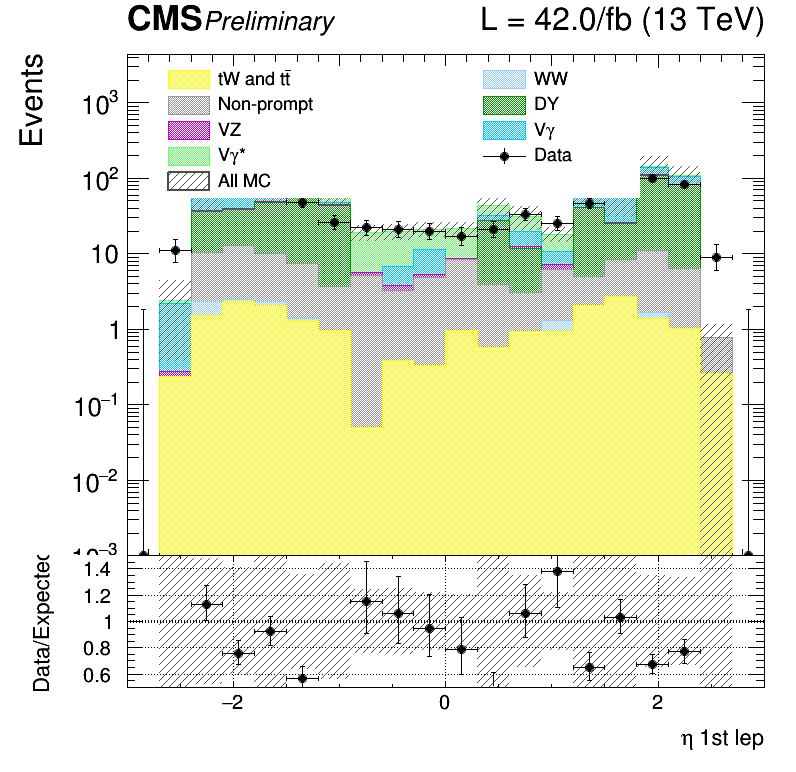 CMS Preliminary L = 42.0/fb (13 TeV)
Events
tW and tt̄ WW
Non-prompt DY
VZ Vγ
Vγ* Data
All MC
10³
10²
10
1
10⁻¹
10⁻²
10⁻³
Data/Expected
1.4
1.2
1
0.8
0.6
−2 0 2
η 1st lep